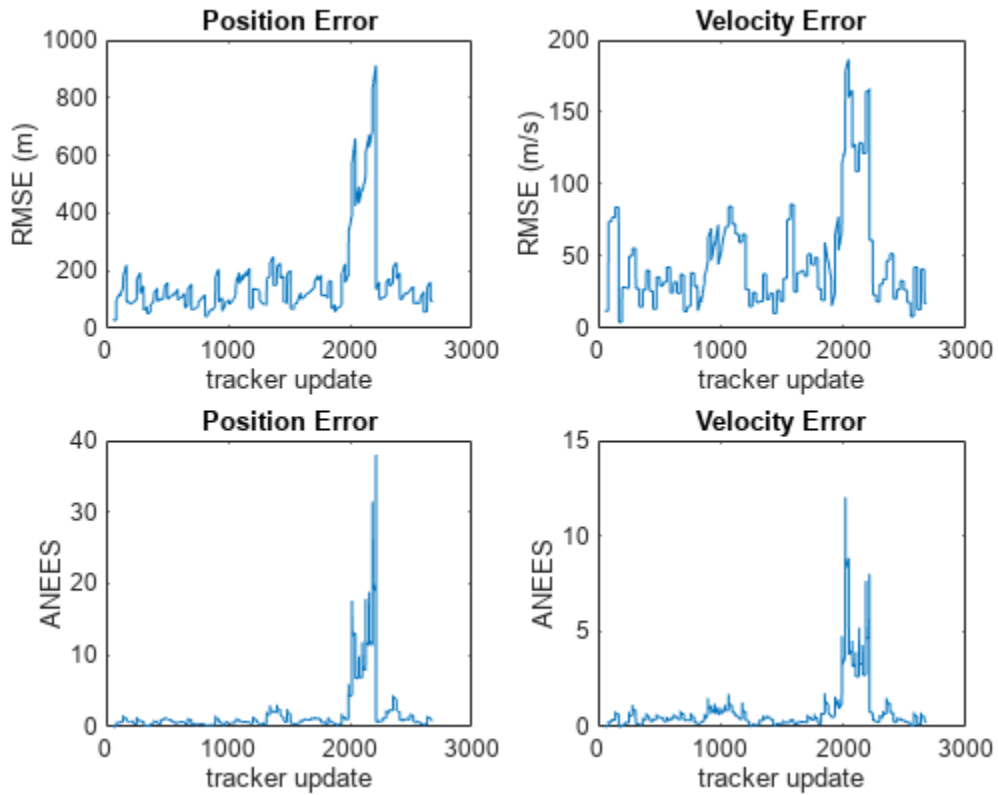 Position Error
1000
800
600
400
200
0
RMSE (m)
0 1000 2000 3000
tracker update
Velocity Error
200
150
100
50
0
RMSE (m/s)
0 1000 2000 3000
tracker update
Position Error
40
30
20
10
0
ANEES
0 1000 2000 3000
tracker update
Velocity Error
15
10
5
0
ANEES
0 1000 2000 3000
tracker update